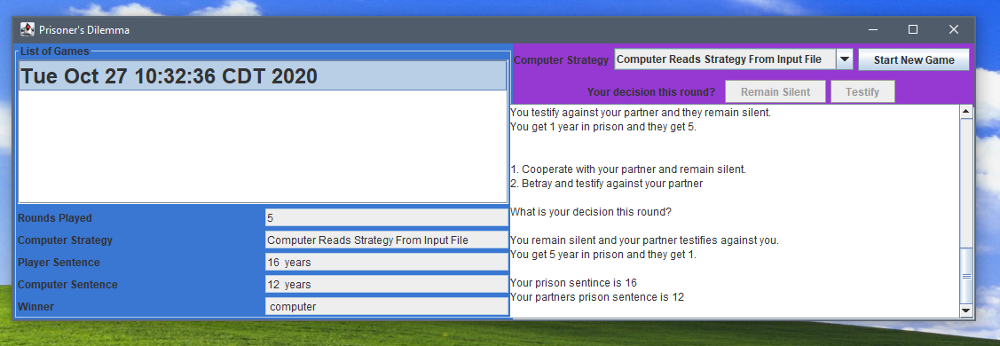 Prisoner's Dilemma
List of Games
Tue Oct 27 10:32:36 CDT 2020
Rounds Played 5
Computer Strategy Computer Reads Strategy From Input File
Player Sentence 16 years
Computer Sentence 12 years
Winner computer
Computer Strategy Computer Reads Strategy From Input File Start New Game
Your decision this round? Remain Silent Testify
You testify against your partner and they remain silent.
You get 1 year in prison and they get 5.
1. Cooperate with your partner and remain silent.
2. Betray and testify against your partner
What is your decision this round?
You remain silent and your partner testifies against you.
You get 5 year in prison and they get 1.
Your prison sentince is 16
Your partners prison sentence is 12